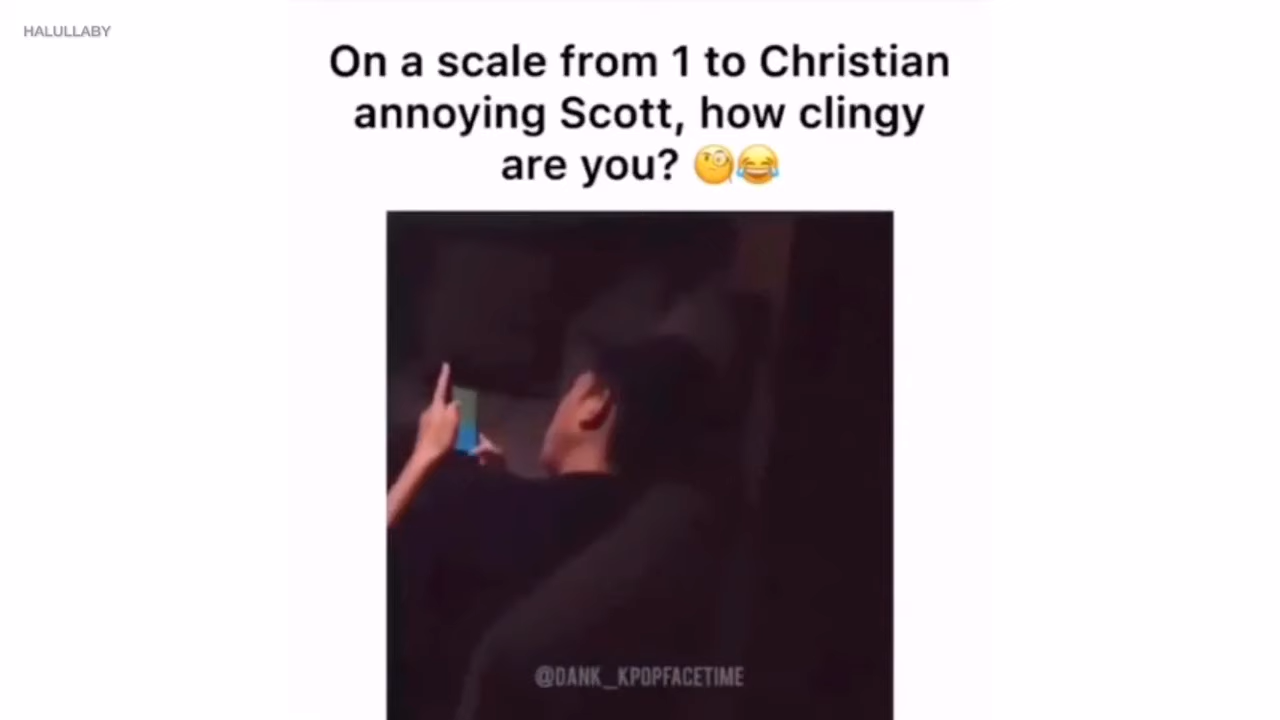 HALULLABY
On a scale from 1 to Christian
annoying Scott, how clingy
are you? 🧐😂
@DANK_KPOPFACETIME